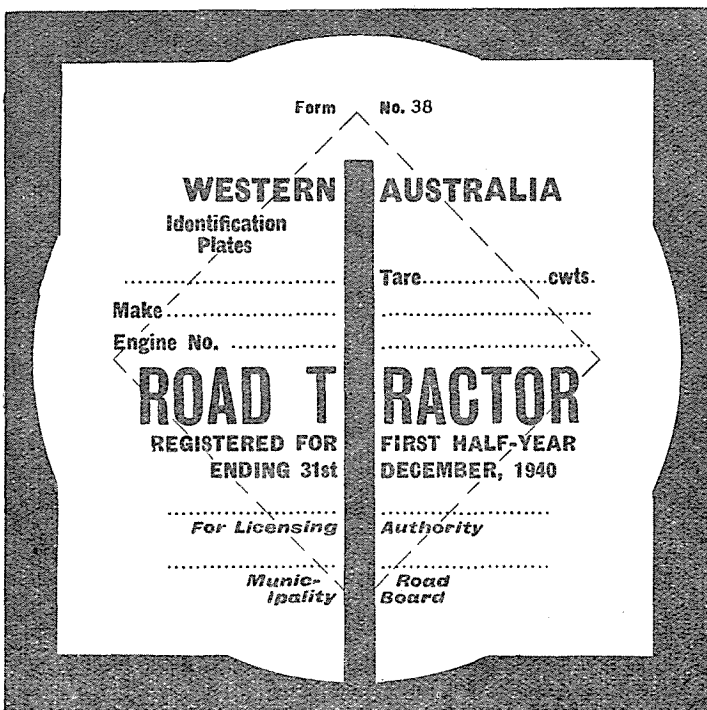 Form No. 38
WESTERN AUSTRALIA
Identification
Plates
........................ Tare..............cwts.
Make.................... ........................
Engine No. ............. ........................
ROAD TRACTOR
REGISTERED FOR FIRST HALF-YEAR
ENDING 31st DECEMBER, 1940
........................ ........................
For Licensing Authority
........................ ........................
Munic- Road
ipality Board